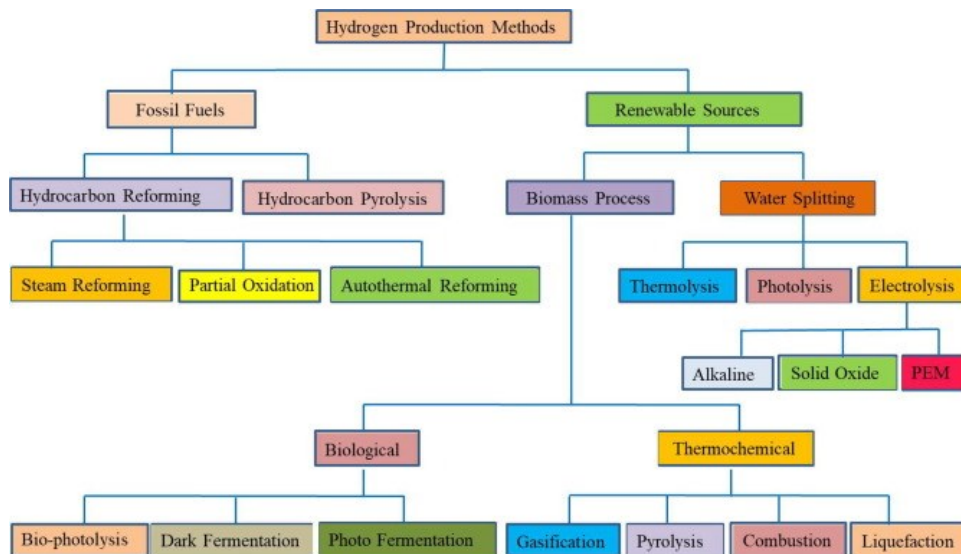 Hydrogen Production Methods
Fossil Fuels
Renewable Sources
Hydrocarbon Reforming
Hydrocarbon Pyrolysis
Biomass Process
Water Splitting
Steam Reforming
Partial Oxidation
Autothermal Reforming
Thermolysis
Photolysis
Electrolysis
Alkaline
Solid Oxide
PEM
Biological
Thermochemical
Bio-photolysis
Dark Fermentation
Photo Fermentation
Gasification
Pyrolysis
Combustion
Liquefaction